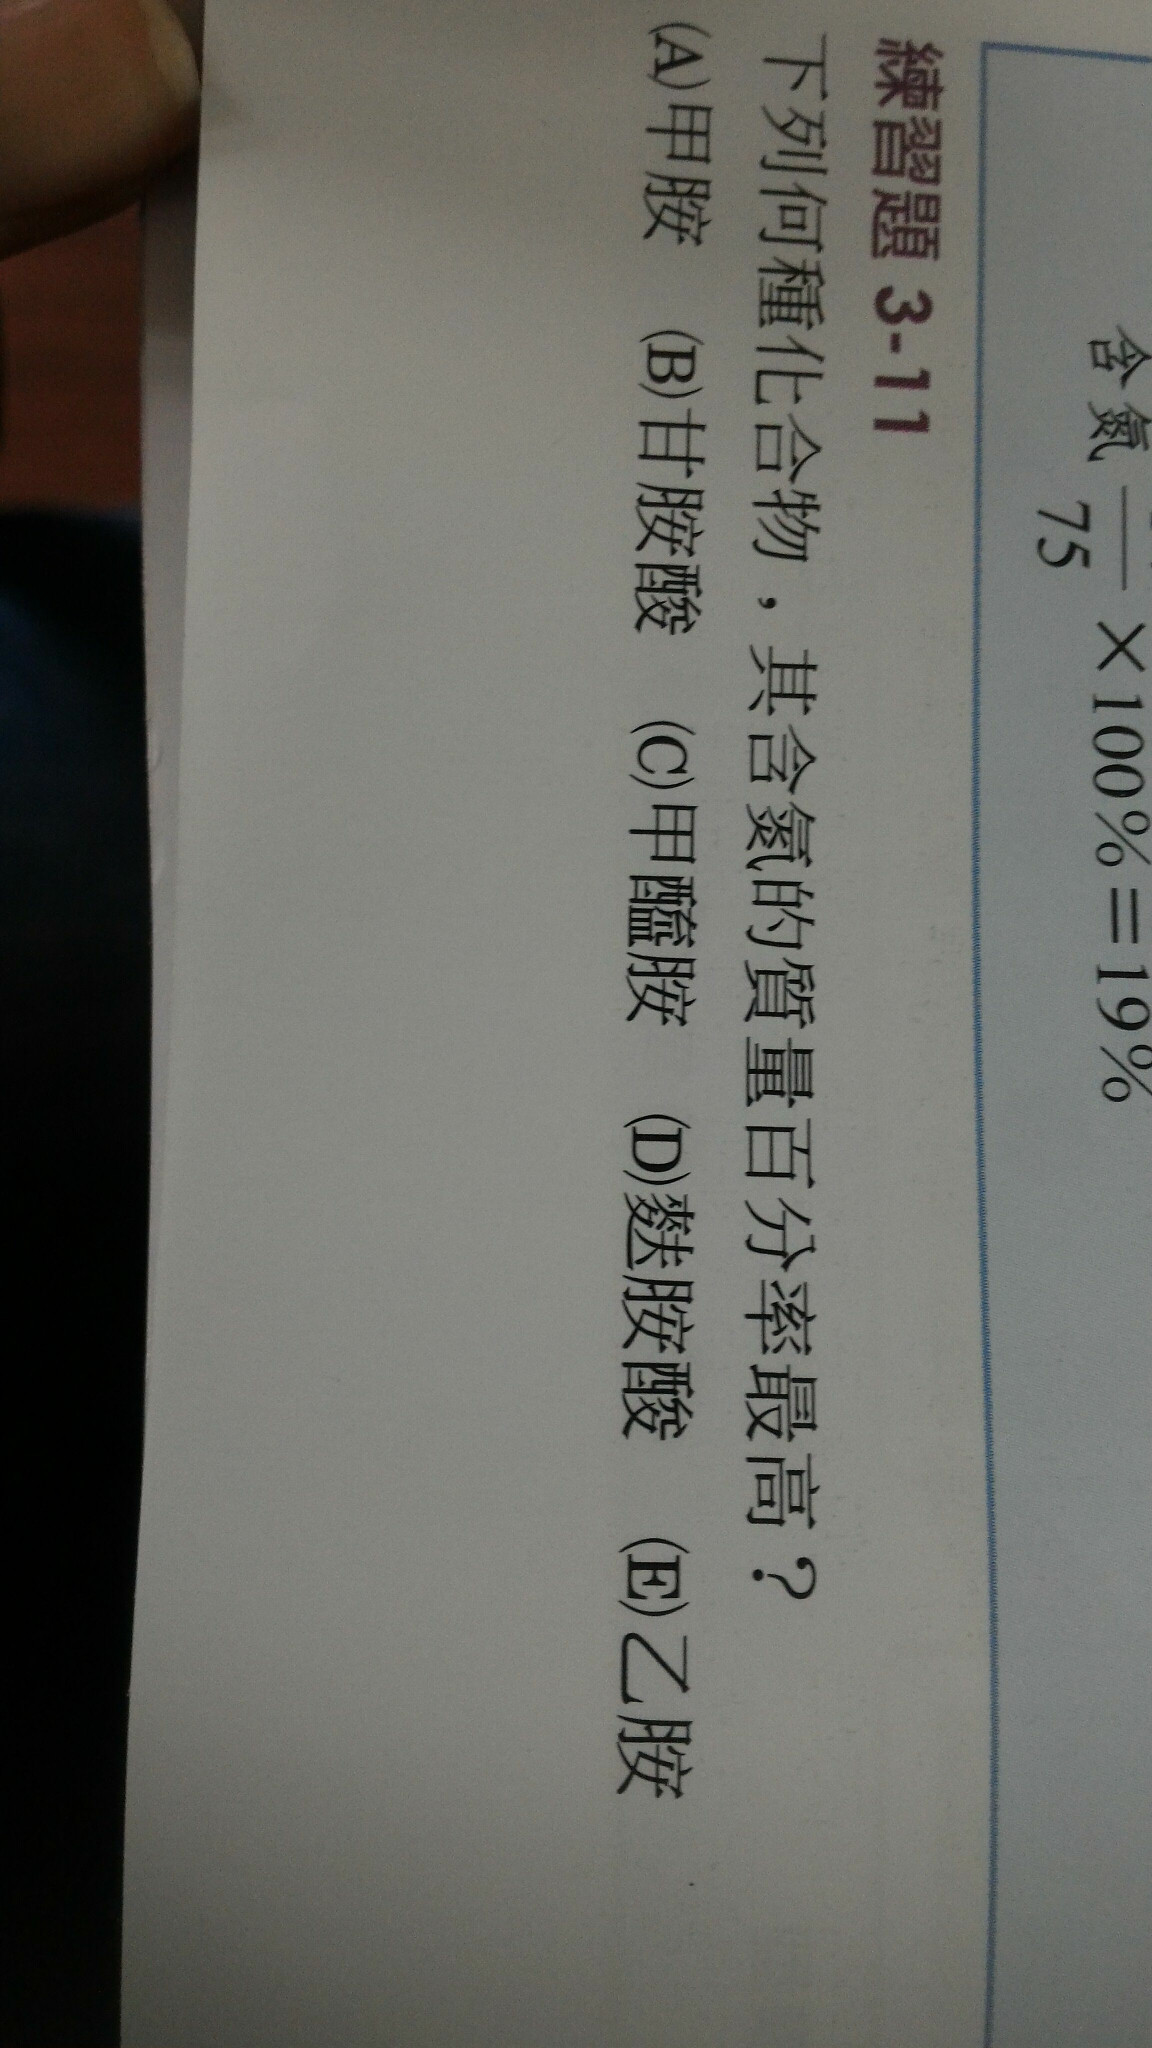 含氮 75 ×100%=19%
練習題 3-11
下列何種化合物，其含氮的質量百分率最高？
(A)甲胺 (B)甘胺酸 (C)甲醯胺 (D)麩胺酸 (E)乙胺